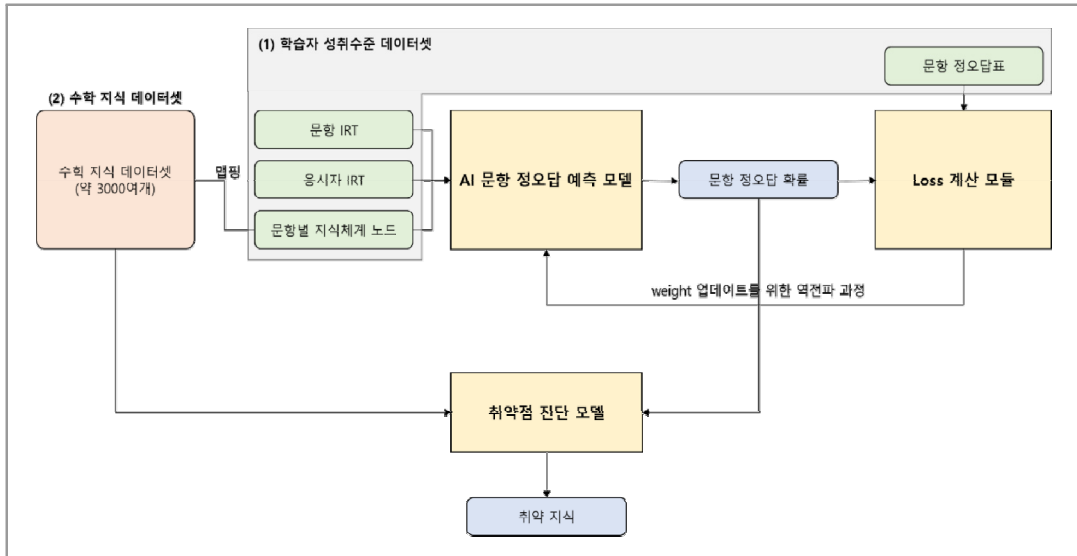 (1) 학습자 성취수준 데이터셋
문항 정오답표
(2) 수학 지식 데이터셋
수학 지식 데이터셋
(약 3000여개)
맵핑
문항 IRT
응시자 IRT
문항별 지식체계 노드
AI 문항 정오답 예측 모델
문항 정오답 확률
Loss 계산 모듈
weight 업데이트를 위한 역전파 과정
취약점 진단 모델
취약 지식